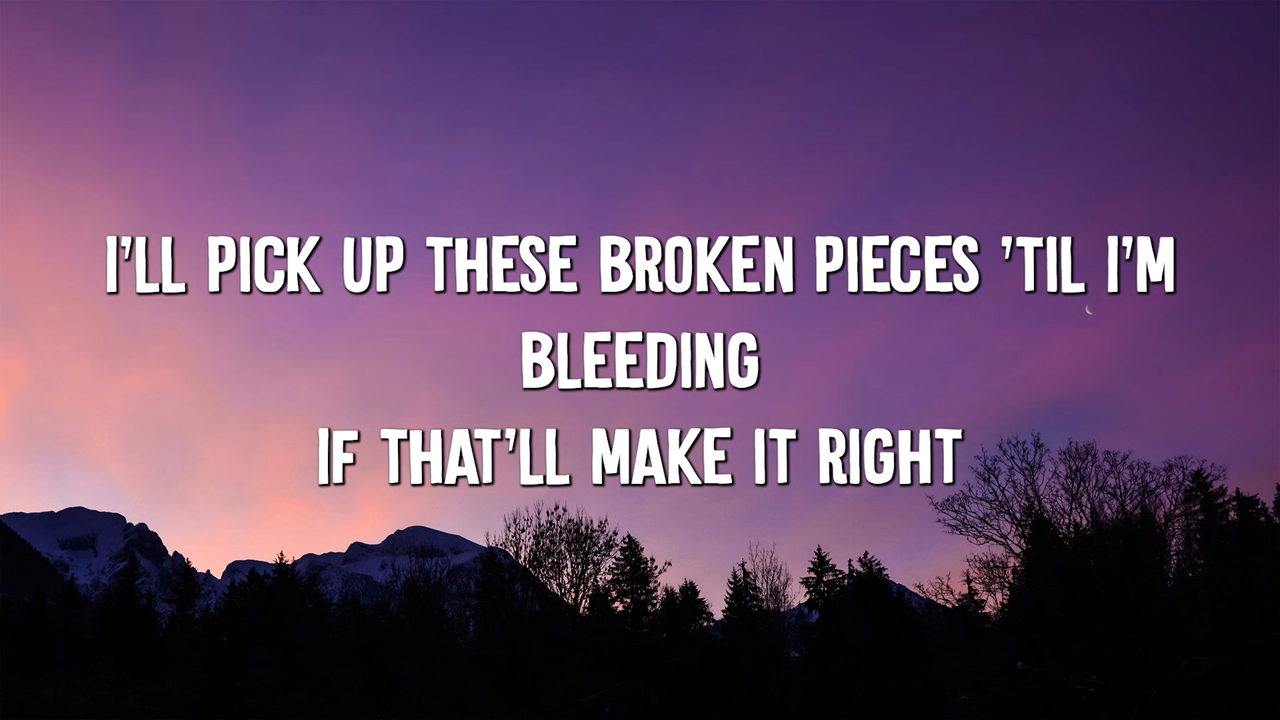 I'LL PICK UP THESE BROKEN PIECES 'TIL I'M
BLEEDING
IF THAT'LL MAKE IT RIGHT